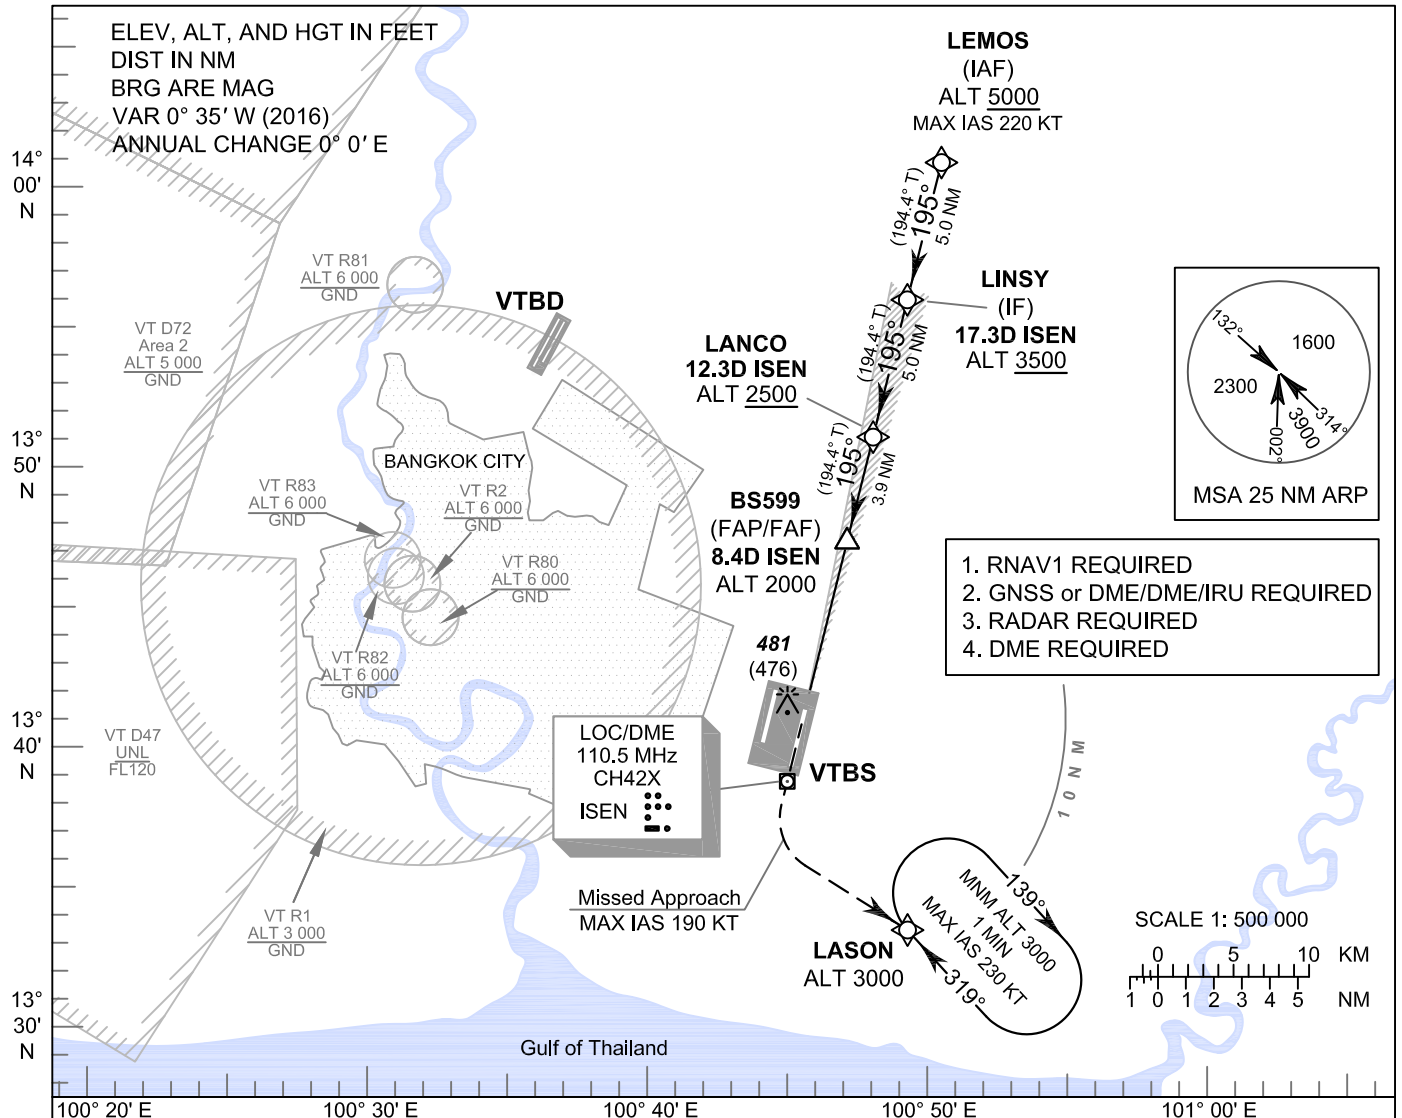 ELEV, ALT, AND HGT IN FEET
DIST IN NM
BRG ARE MAG
VAR 0° 35′ W (2016)
ANNUAL CHANGE 0° 0′ E
LEMOS
(IAF)
ALT 5000
MAX IAS 220 KT
14°
00'
N
(194.4° T)
195°
5.0 NM
VT R81
ALT 6 000
GND
VTBD
LINSY
(IF)
17.3D ISEN
ALT 3500
VT D72
Area 2
ALT 5 000
GND
(194.4° T)
195°
5.0 NM
LANCO
12.3D ISEN
ALT 2500
132°
1600
2300
3900
314°
002°
MSA 25 NM ARP
13°
50'
N
BANGKOK CITY
(194.4° T)
195°
3.9 NM
VT R83
ALT 6 000
GND
VT R2
ALT 6 000
GND
BS599
(FAP/FAF)
8.4D ISEN
ALT 2000
VT R80
ALT 6 000
GND
1. RNAV1 REQUIRED
2. GNSS or DME/DME/IRU REQUIRED
3. RADAR REQUIRED
4. DME REQUIRED
VT R82
ALT 6 000
GND
481
(476)
13°
40'
N
VT D47
UNL
FL120
LOC/DME
110.5 MHz
CH42X
ISEN
VTBS
10 NM
Missed Approach
MAX IAS 190 KT
139°
MNM ALT 3000
1 MIN
MAX IAS 230 KT
319°
LASON
ALT 3000
VT R1
ALT 3 000
GND
SCALE 1: 500 000
0 5 10 KM
1 0 1 2 3 4 5 NM
13°
30'
N
Gulf of Thailand
100° 20' E 100° 30' E 100° 40' E 100° 50' E 101° 00' E